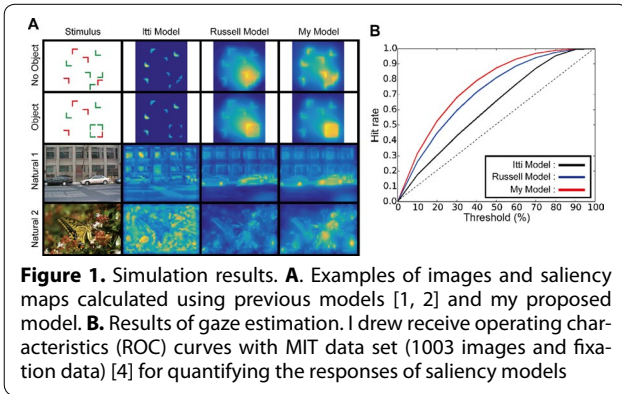 A
Stimulus Itti Model Russell Model My Model
No Object
Object
Natural 1
Natural 2
B
Hit rate
1.0
0.9
0.8
0.7
0.6
0.5
0.4
0.3
0.2
0.1
0.0
0 10 20 30 40 50 60 70 80 90 100
Threshold (%)
Itti Model :
Russell Model :
My Model :
Figure 1. Simulation results. A. Examples of images and saliency
maps calculated using previous models [1, 2] and my proposed
model. B. Results of gaze estimation. I drew receive operating char-
acteristics (ROC) curves with MIT data set (1003 images and fixa-
tion data) [4] for quantifying the responses of saliency models